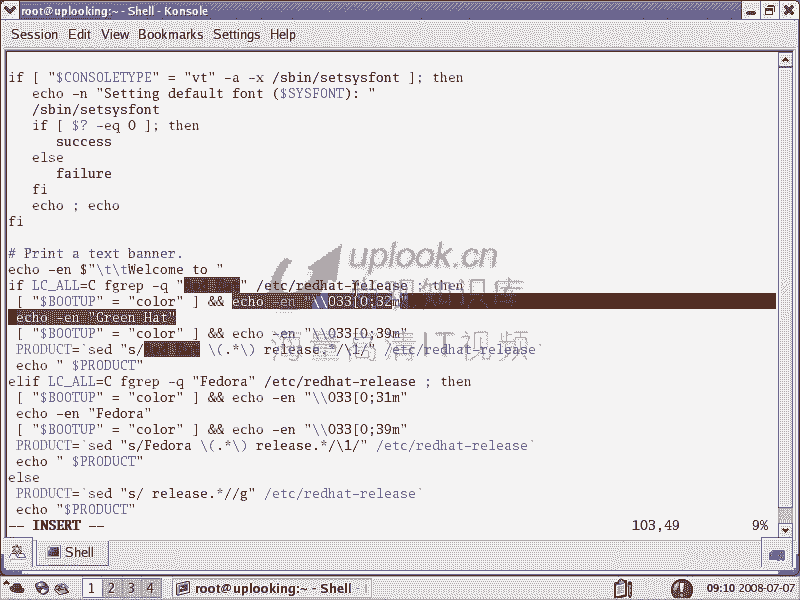 root@uplooking:~ - Shell - Konsole
Session Edit View Bookmarks Settings Help
if [ "$CONSOLETYPE" = "vt" -a -x /sbin/setsysfont ]; then
echo -n "Setting default font ($SYSFONT): "
/sbin/setsysfont
if [ $? -eq 0 ]; then
success
else
failure
fi
echo ; echo
fi
# Print a text banner.
echo -en $"\t\tWelcome to "
if LC_ALL=C fgrep -q " " /etc/redhat-release ; then
[ "$BOOTUP" = "color" ] && echo -en "\\033[0;32m"
echo -en "Green Hat"
[ "$BOOTUP" = "color" ] && echo -en "\\033[0;39m"
PRODUCT=`sed "s/ \(.*\) release.*/\1/" /etc/redhat-release`
echo " $PRODUCT"
elif LC_ALL=C fgrep -q "Fedora" /etc/redhat-release ; then
[ "$BOOTUP" = "color" ] && echo -en "\\033[0;31m"
echo -en "Fedora"
[ "$BOOTUP" = "color" ] && echo -en "\\033[0;39m"
PRODUCT=`sed "s/Fedora \(.*\) release.*/\1/" /etc/redhat-release`
echo " $PRODUCT"
else
PRODUCT=`sed "s/ release.*//g" /etc/redhat-release`
echo "$PRODUCT"
-- INSERT -- 103,49 9%
uplook.cn
知识库
海量高清IT视频
Shell
1 2 3 4 root@uplooking:~ - Shell - 09:10 2008-07-07